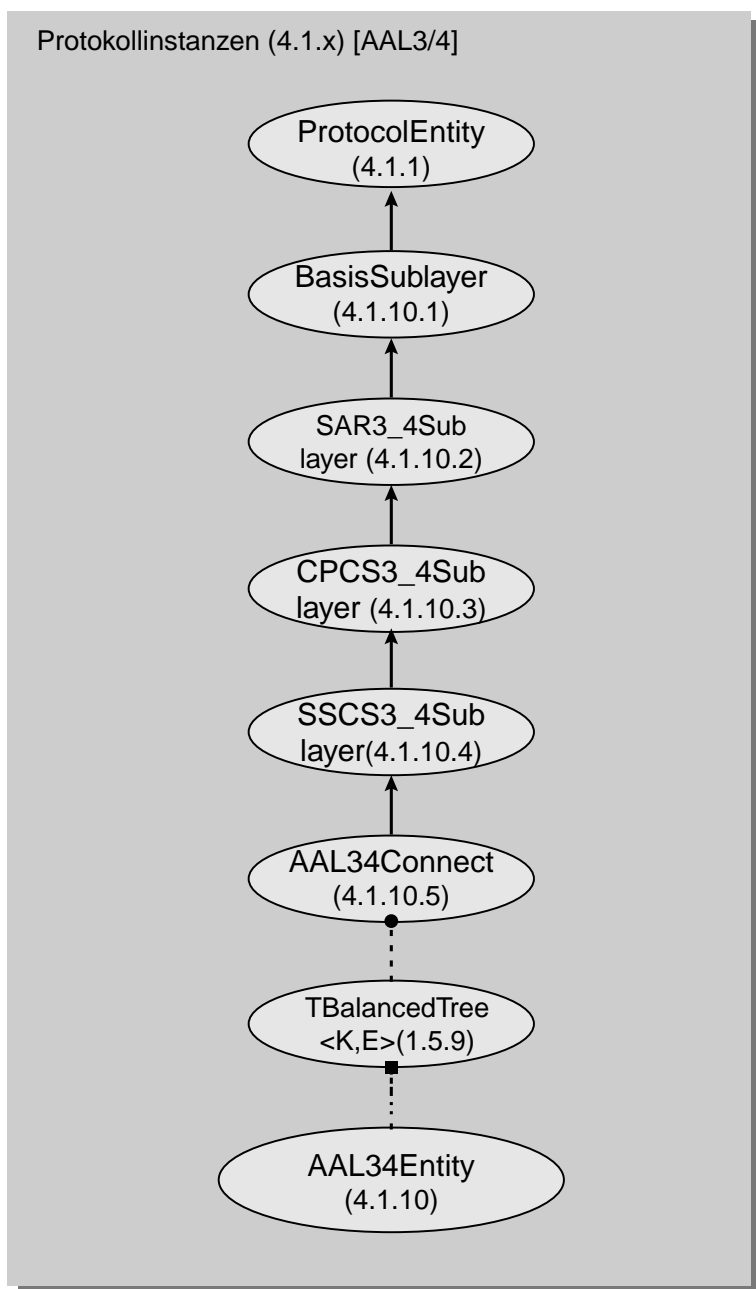 Protokollinstanzen (4.1.x) [AAL3/4]
ProtocolEntity
(4.1.1)
BasisSublayer
(4.1.10.1)
SAR3_4Sub
layer (4.1.10.2)
CPCS3_4Sub
layer (4.1.10.3)
SSCS3_4Sub
layer(4.1.10.4)
AAL34Connect
(4.1.10.5)
TBalancedTree
<K,E>(1.5.9)
AAL34Entity
(4.1.10)